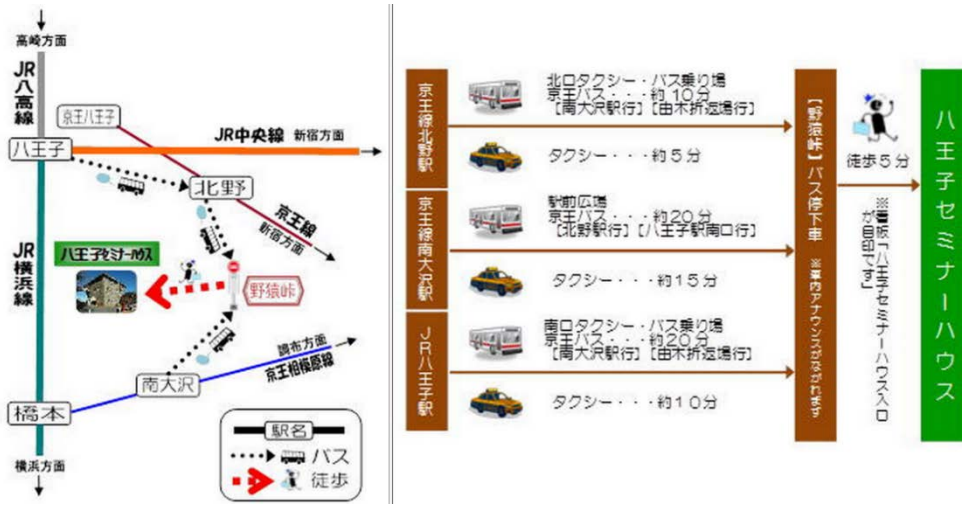 高崎方面
JR八高線
京王八王子
JR中央線 新宿方面
八王子
北野
京王線
新宿方面
JR横浜線
八王子セミナーハウス
野猿峠
調布方面
京王相模原線
南大沢
橋本
横浜方面
駅名
バス
徒歩
京王線北野駅
北口タクシー・バス乗り場
京王バス・・・約10分
[南大沢駅行] [由木折返場行]
タクシー・・・約5分
京王線南大沢駅
駅前広場
京王バス・・・約20分
[北野駅行] [八王子駅南口行]
タクシー・・・約15分
JR八王子駅
南口タクシー・バス乗り場
京王バス・・・約20分
[南大沢駅行] [由木折返場行]
タクシー・・・約10分
【野猿峠】バス停下車 ※車内アナウンスがながれます
徒歩5分
※看板「八王子セミナーハウス入口
が目印です」
八王子セミナーハウス